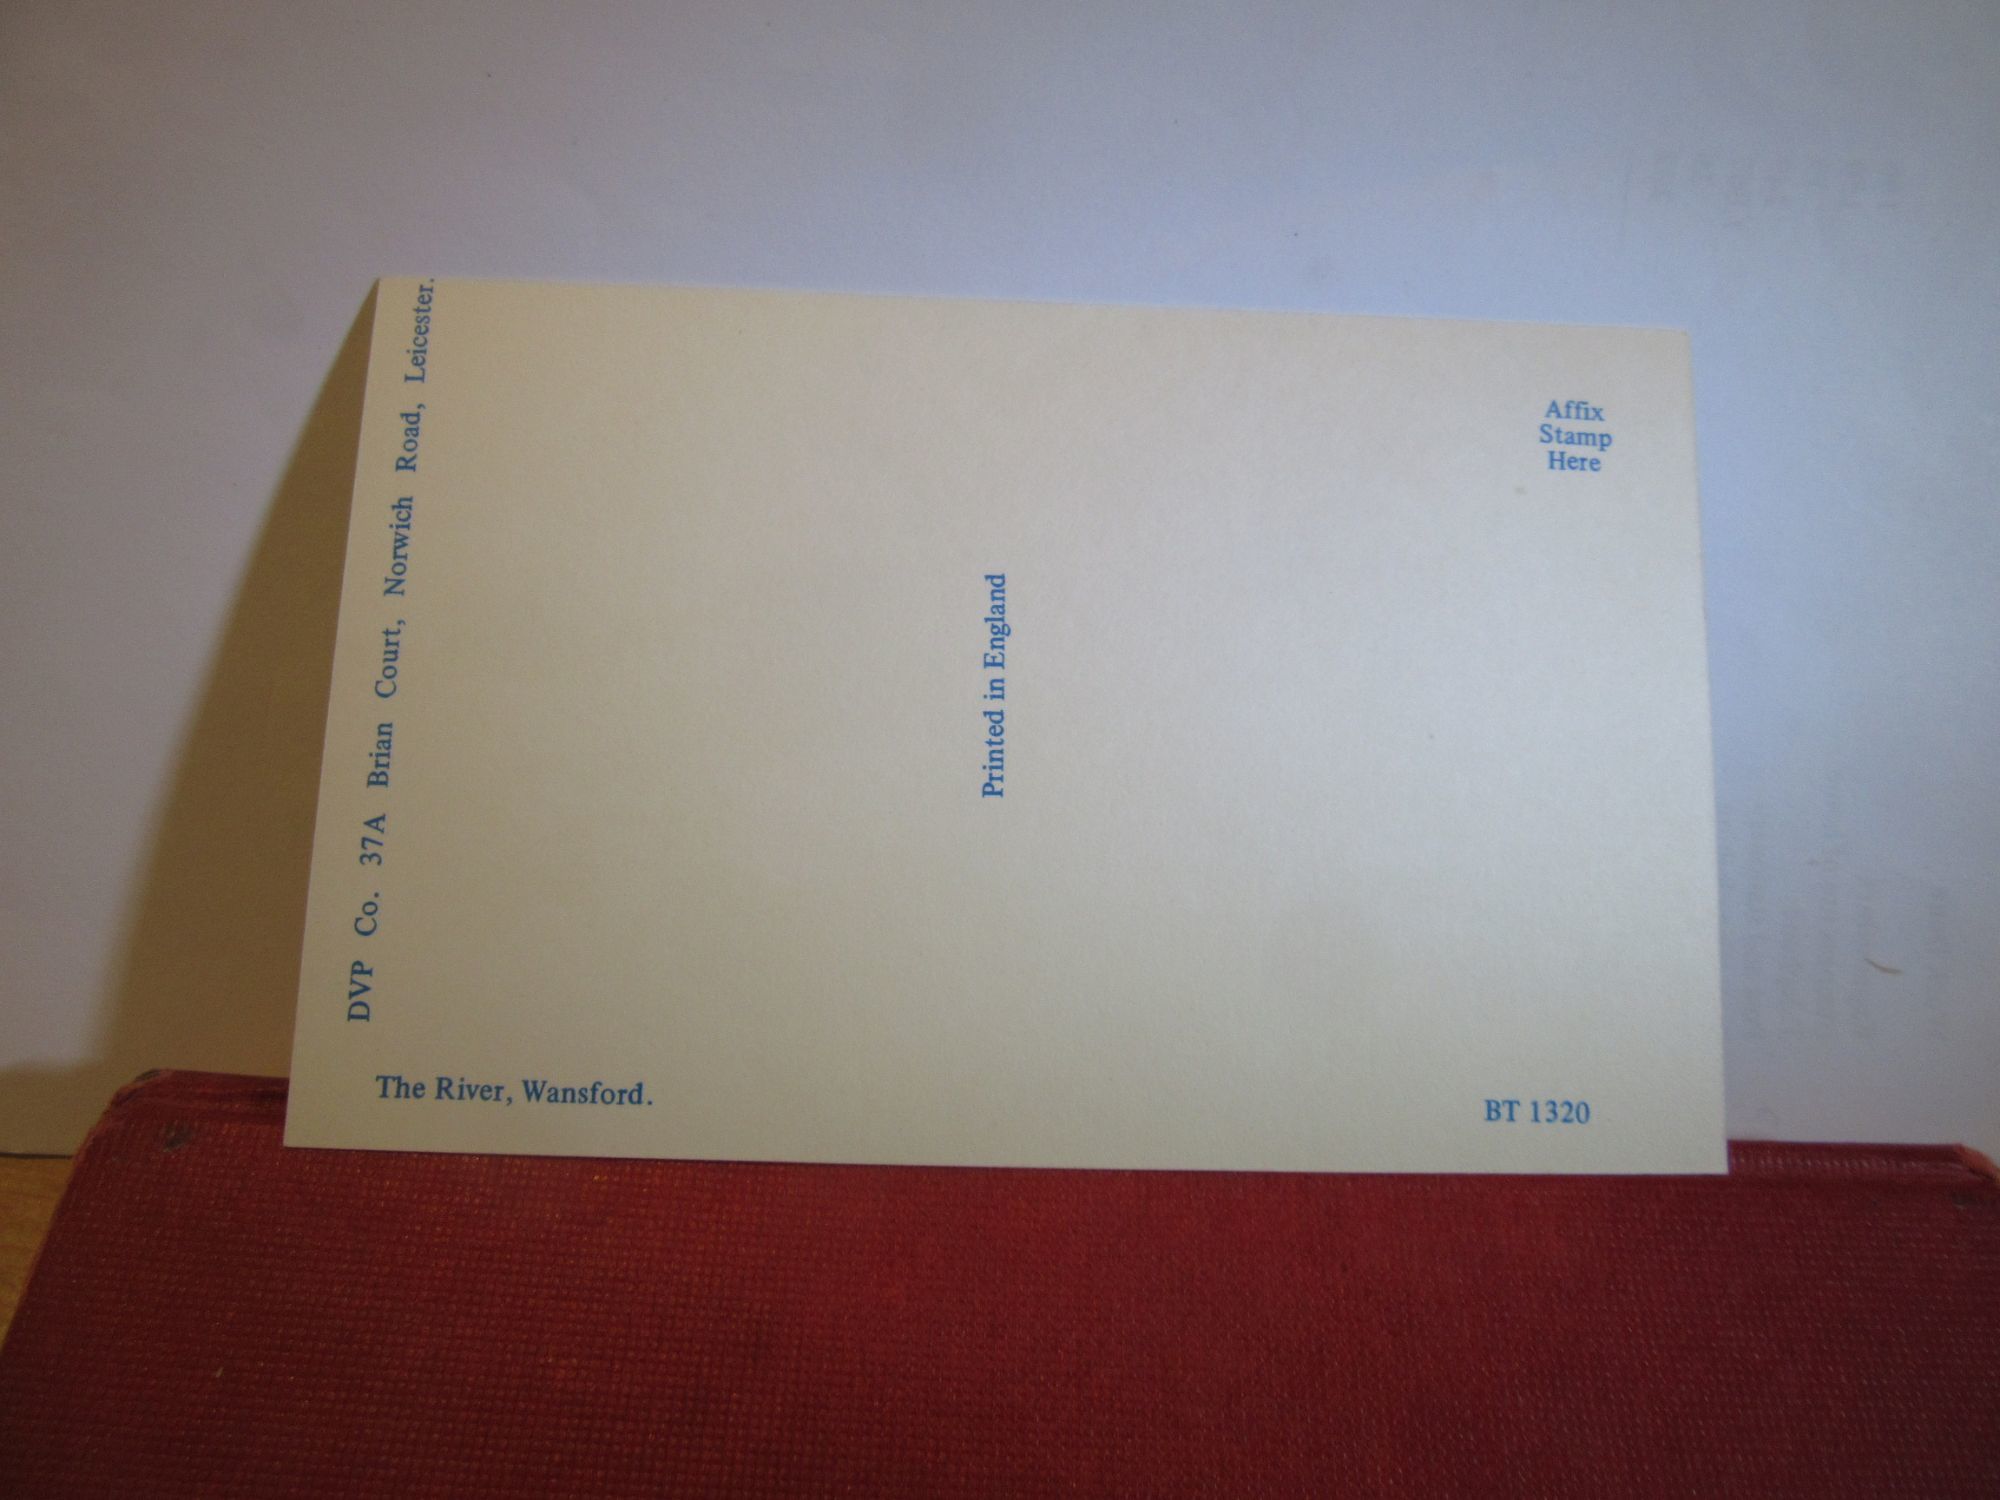 DVP Co. 37A Brian Court, Norwich Road, Leicester.
Affix
Stamp
Here
Printed in England
The River, Wansford.
BT 1320